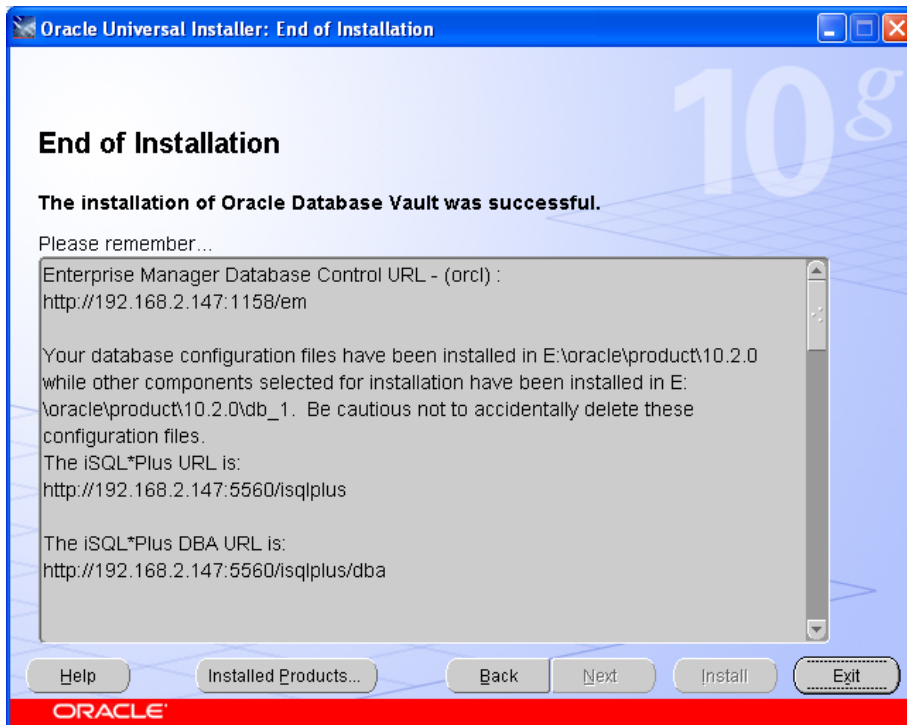 Oracle Universal Installer: End of Installation
10g
End of Installation
The installation of Oracle Database Vault was successful.
Please remember...
Enterprise Manager Database Control URL - (orcl) :
http://192.168.2.147:1158/em
Your database configuration files have been installed in E:\oracle\product\10.2.0
while other components selected for installation have been installed in E:
\oracle\product\10.2.0\db_1.  Be cautious not to accidentally delete these
configuration files.
The iSQL*Plus URL is:
http://192.168.2.147:5560/isqlplus
The iSQL*Plus DBA URL is:
http://192.168.2.147:5560/isqlplus/dba
Help Installed Products... Back Next Install Exit
ORACLE